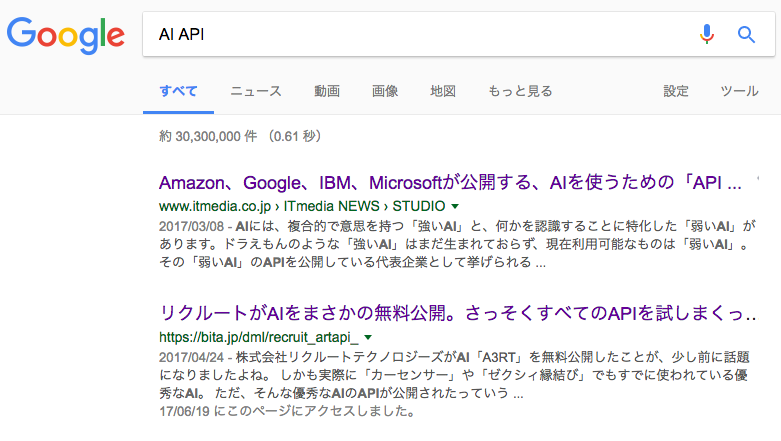 Google AI API
すべて ニュース 動画 画像 地図 もっと見る 設定 ツール
約 30,300,000 件 （0.61 秒）
Amazon、Google、IBM、Microsoftが公開する、AIを使うための「API ...
www.itmedia.co.jp › ITmedia NEWS › STUDIO
2017/03/08 - AIには、複合的で意思を持つ「強いAI」と、何かを認識することに特化した「弱いAI」が
あります。ドラえもんのような「強いAI」はまだ生まれておらず、現在利用可能なものは「弱いAI」。
その「弱いAI」のAPIを公開している代表企業として挙げられる ...
リクルートがAIをまさかの無料公開。さっそくすべてのAPIを試しまくっ...
https://bita.jp/dml/recruit_artapi_
2017/04/24 - 株式会社リクルートテクノロジーズがAI「A3RT」を無料公開したことが、少し前に話題
になりましたよね。 しかも実際に「カーセンサー」や「ゼクシィ縁結び」でもすでに使われている優
秀なAI。 ただ、そんな優秀なAIのAPIが公開されたっていう ...
17/06/19 にこのページにアクセスしました。